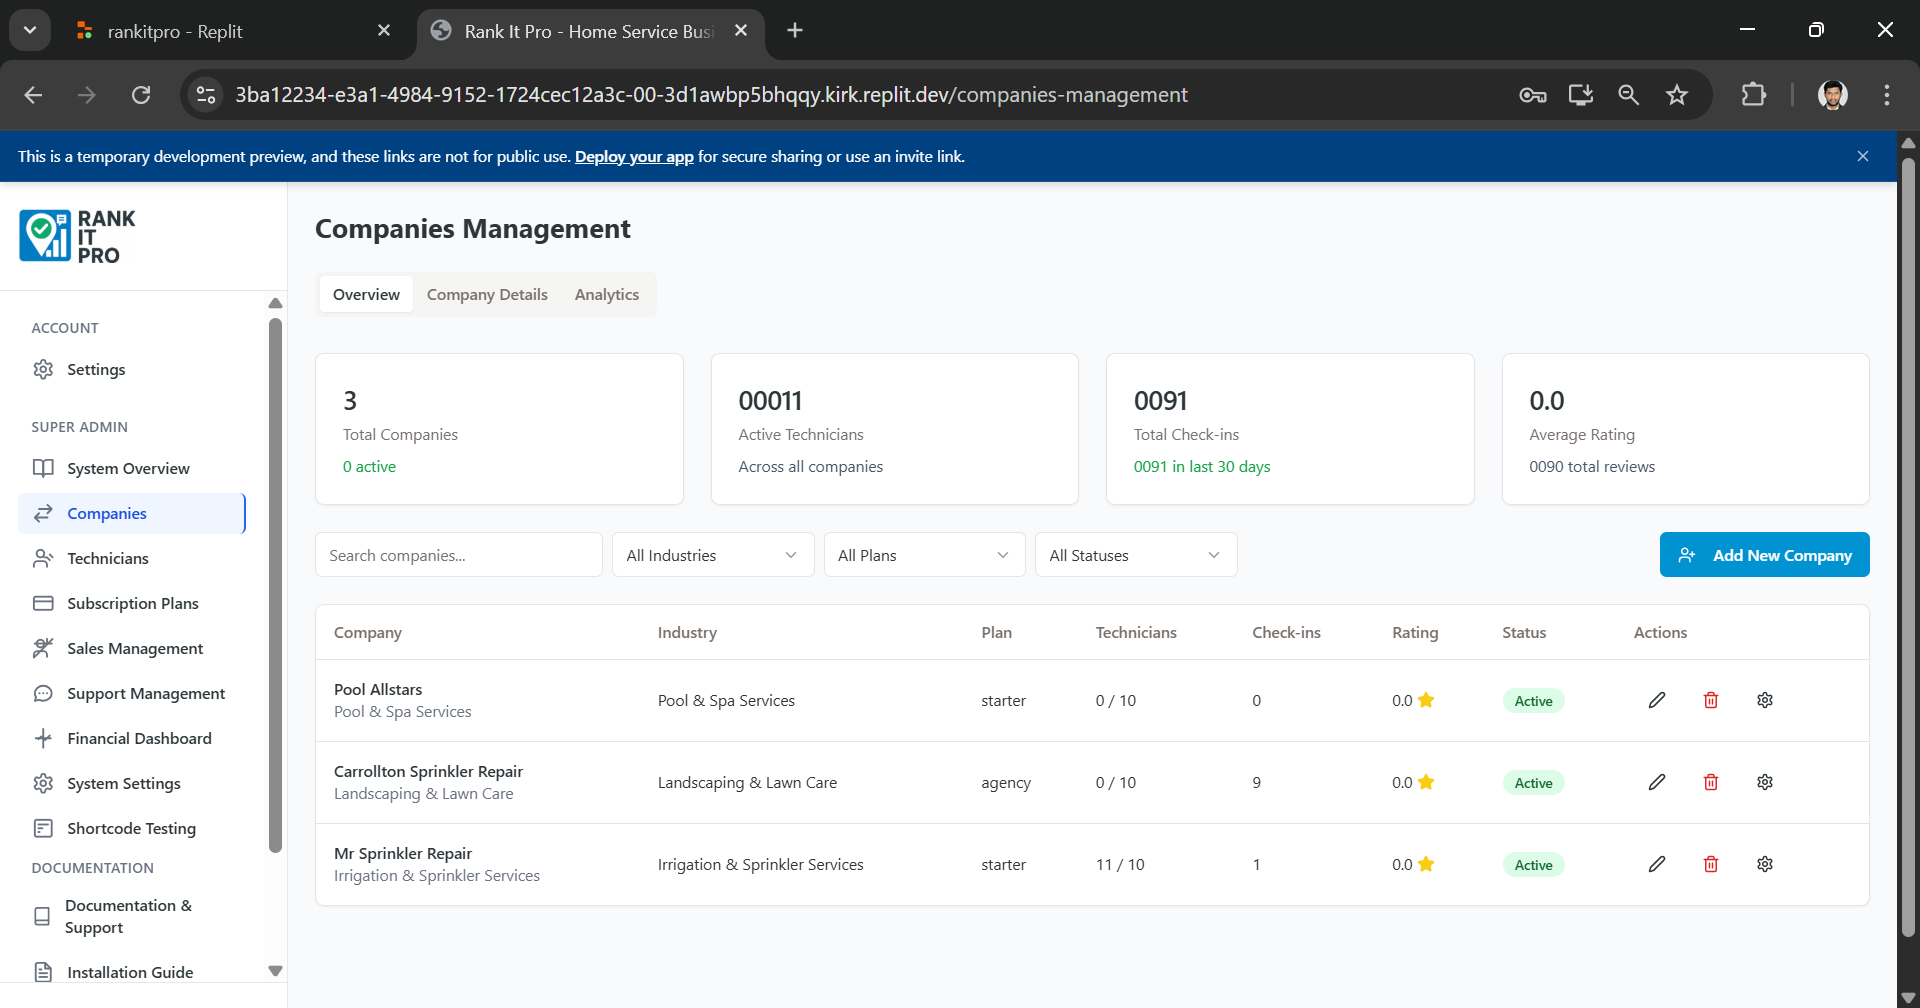 rankitpro - Replit
Rank It Pro - Home Service Busi
3ba12234-e3a1-4984-9152-1724cec12a3c-00-3d1awbp5bhqqy.kirk.replit.dev/companies-management
This is a temporary development preview, and these links are not for public use. Deploy your app for secure sharing or use an invite link.
RANK
IT
PRO
ACCOUNT
Settings
SUPER ADMIN
System Overview
Companies
Technicians
Subscription Plans
Sales Management
Support Management
Financial Dashboard
System Settings
Shortcode Testing
DOCUMENTATION
Documentation &
Support
Installation Guide
Companies Management
Overview Company Details Analytics
3
Total Companies
0 active
00011
Active Technicians
Across all companies
0091
Total Check-ins
0091 in last 30 days
0.0
Average Rating
0090 total reviews
Search companies... All Industries All Plans All Statuses Add New Company
Company Industry Plan Technicians Check-ins Rating Status Actions
Pool Allstars
Pool & Spa Services
Pool & Spa Services starter 0 / 10 0 0.0 Active
Carrollton Sprinkler Repair
Landscaping & Lawn Care
Landscaping & Lawn Care agency 0 / 10 9 0.0 Active
Mr Sprinkler Repair
Irrigation & Sprinkler Services
Irrigation & Sprinkler Services starter 11 / 10 1 0.0 Active